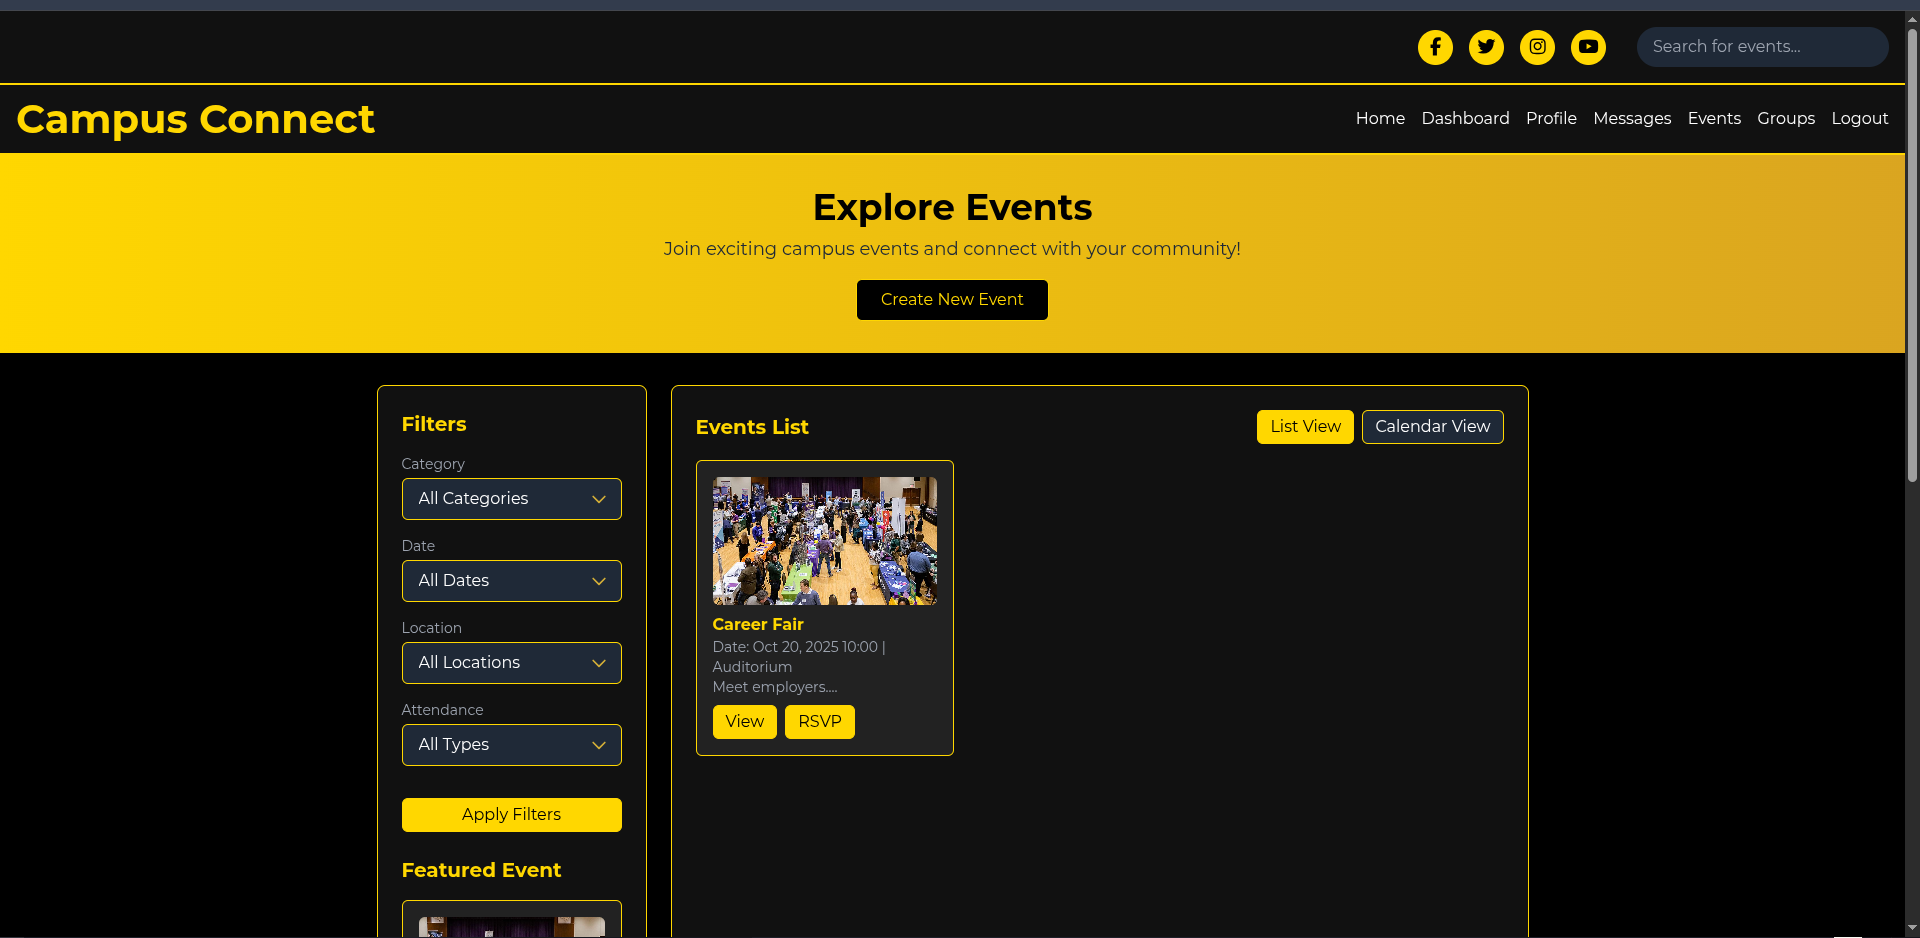 Search for events...
Campus Connect
Home Dashboard Profile Messages Events Groups Logout
Explore Events
Join exciting campus events and connect with your community!
Create New Event
Filters
Category
All Categories
Date
All Dates
Location
All Locations
Attendance
All Types
Apply Filters
Featured Event
Events List
List View Calendar View
Career Fair
Date: Oct 20, 2025 10:00 |
Auditorium
Meet employers....
View RSVP